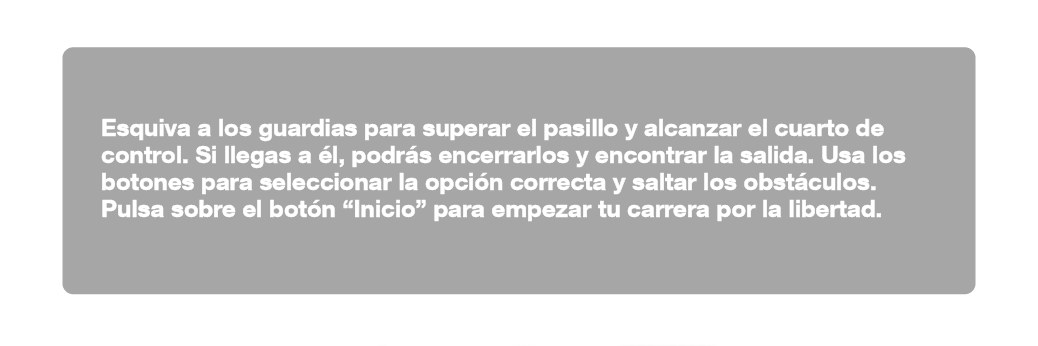 Esquiva a los guardias para superar el pasillo y alcanzar el cuarto de
control. Si llegas a él, podrás encerrarlos y encontrar la salida. Usa los
botones para seleccionar la opción correcta y saltar los obstáculos.
Pulsa sobre el botón “Inicio” para empezar tu carrera por la libertad.